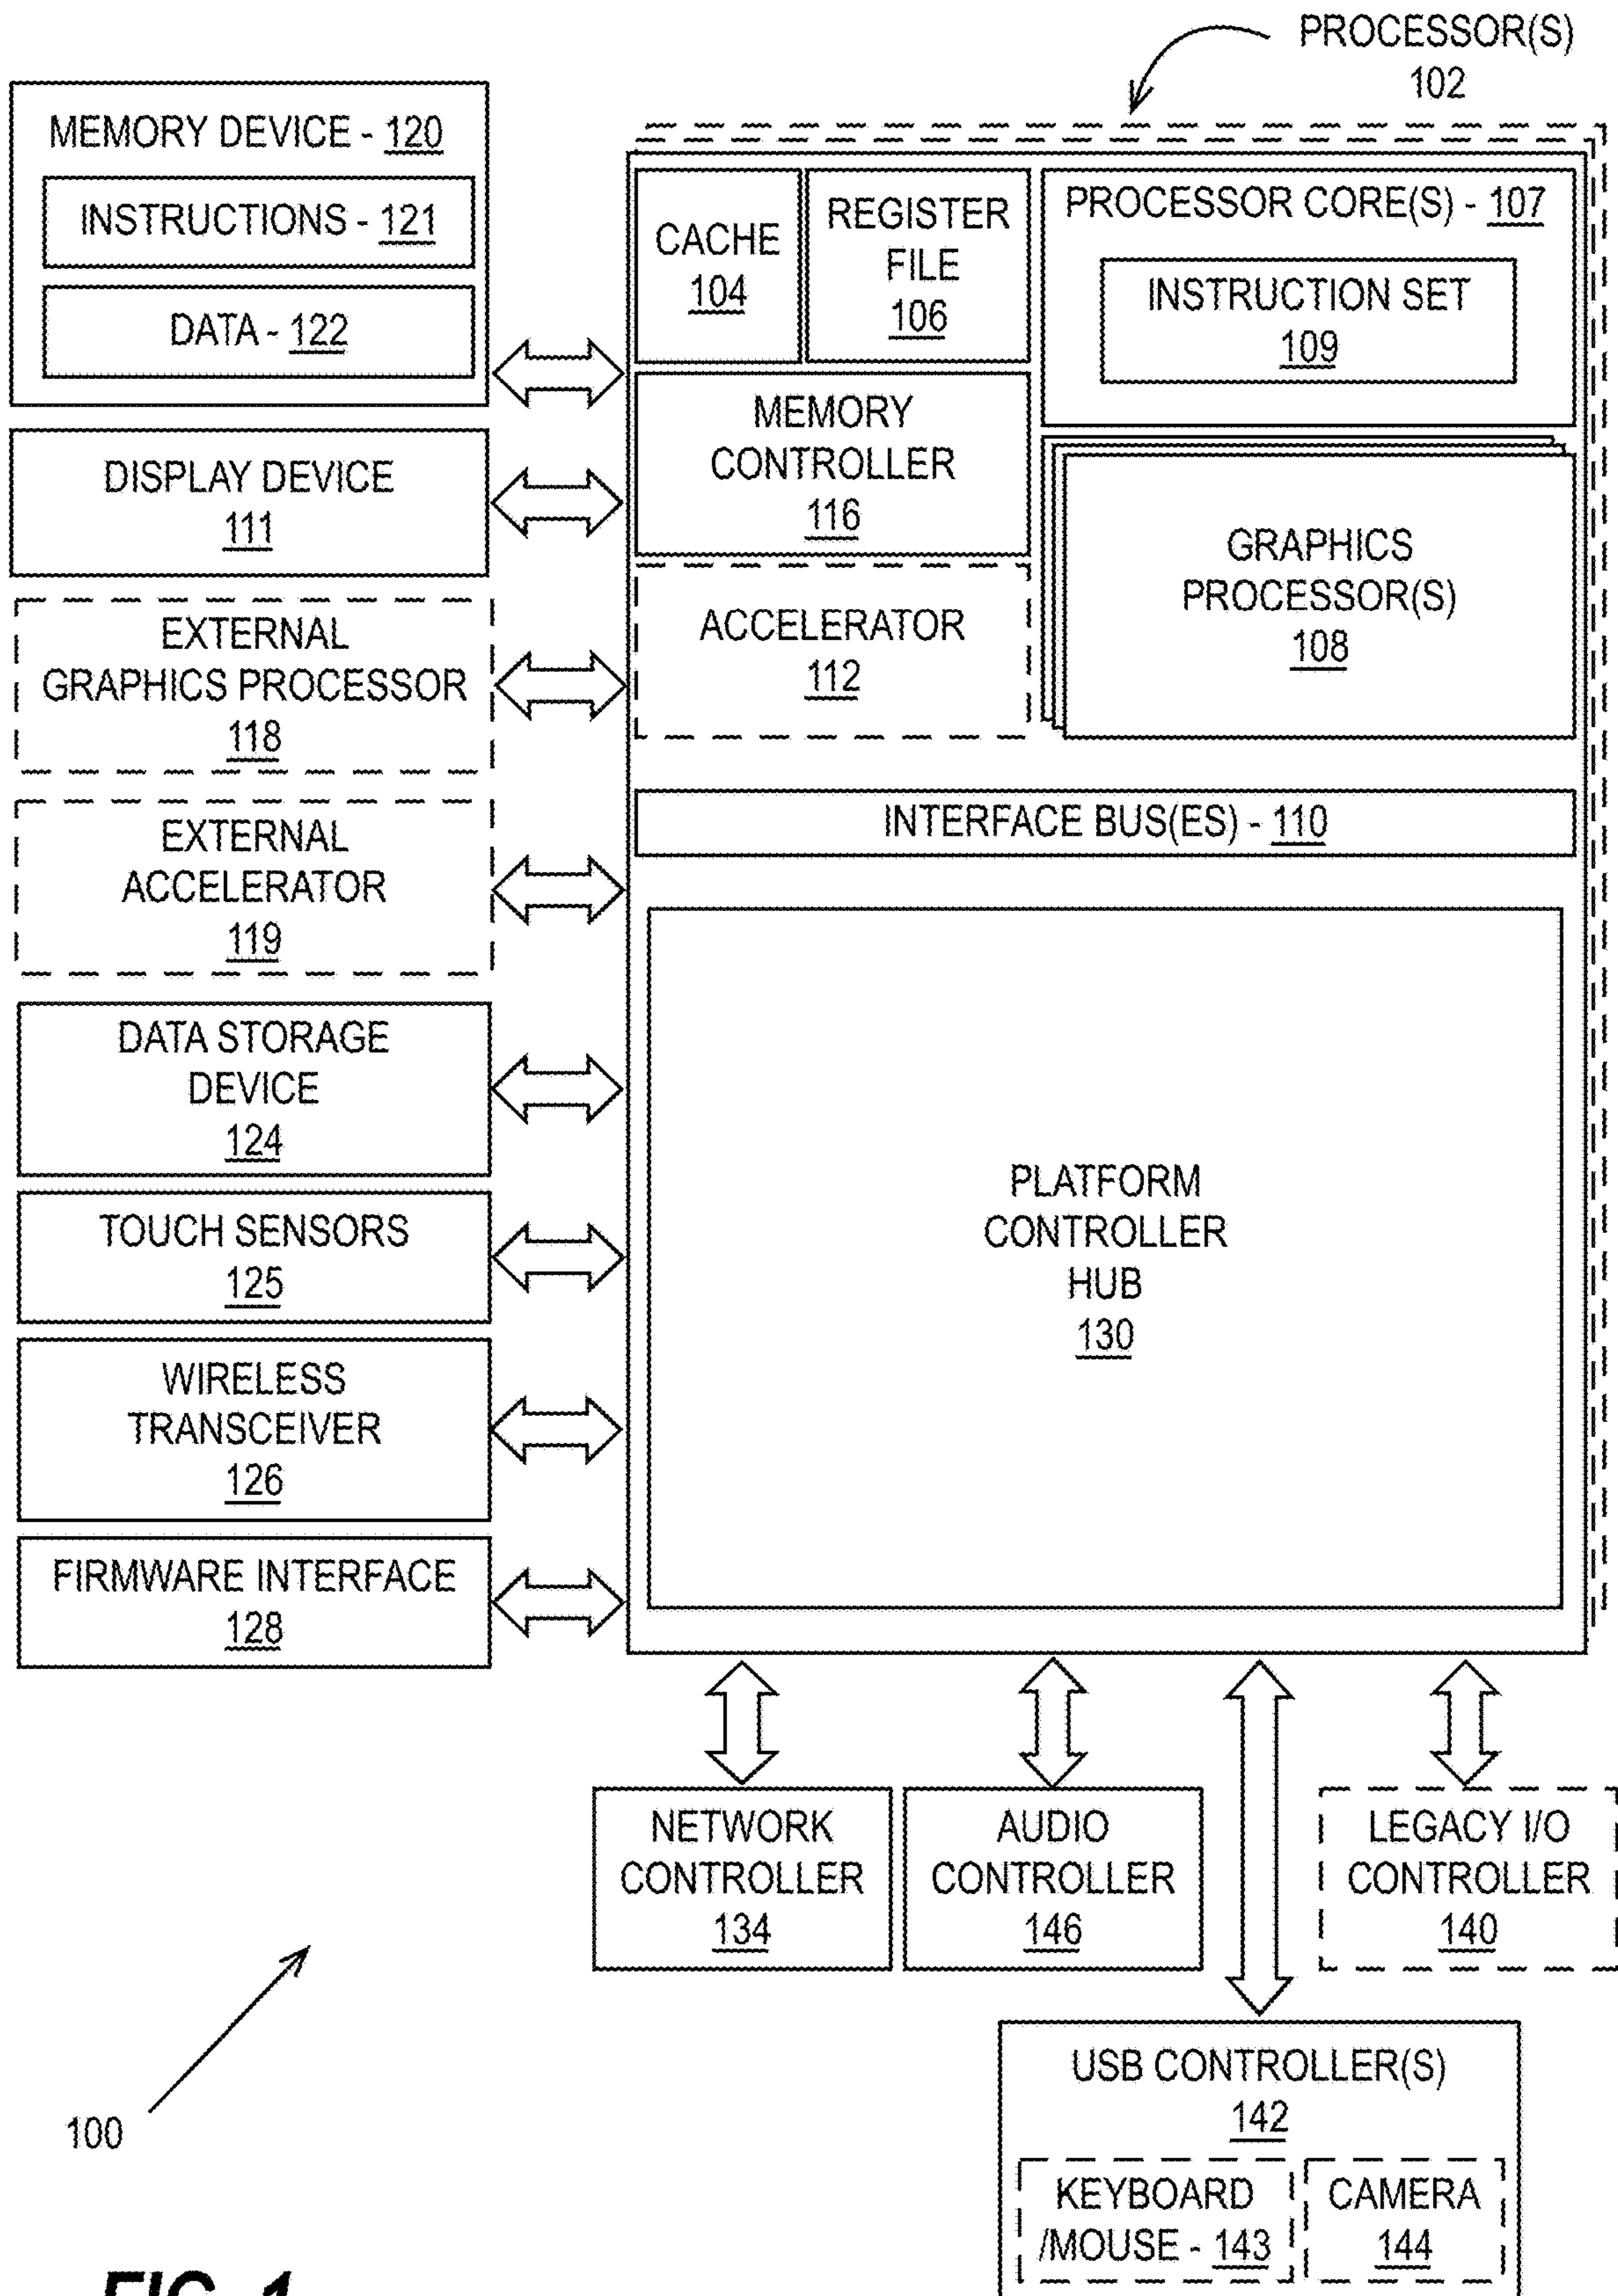 PROCESSOR(S)
102
MEMORY DEVICE - 120
INSTRUCTIONS - 121
DATA - 122
DISPLAY DEVICE
111
EXTERNAL
GRAPHICS PROCESSOR
118
EXTERNAL
ACCELERATOR
119
DATA STORAGE
DEVICE
124
TOUCH SENSORS
125
WIRELESS
TRANSCEIVER
126
FIRMWARE INTERFACE
128
CACHE
104
REGISTER
FILE
106
PROCESSOR CORE(S) - 107
INSTRUCTION SET
109
MEMORY
CONTROLLER
116
ACCELERATOR
112
GRAPHICS
PROCESSOR(S)
108
INTERFACE BUS(ES) - 110
PLATFORM
CONTROLLER
HUB
130
NETWORK
CONTROLLER
134
AUDIO
CONTROLLER
146
LEGACY I/O
CONTROLLER
140
USB CONTROLLER(S)
142
KEYBOARD
/MOUSE - 143
CAMERA
144
100
FIG. 1